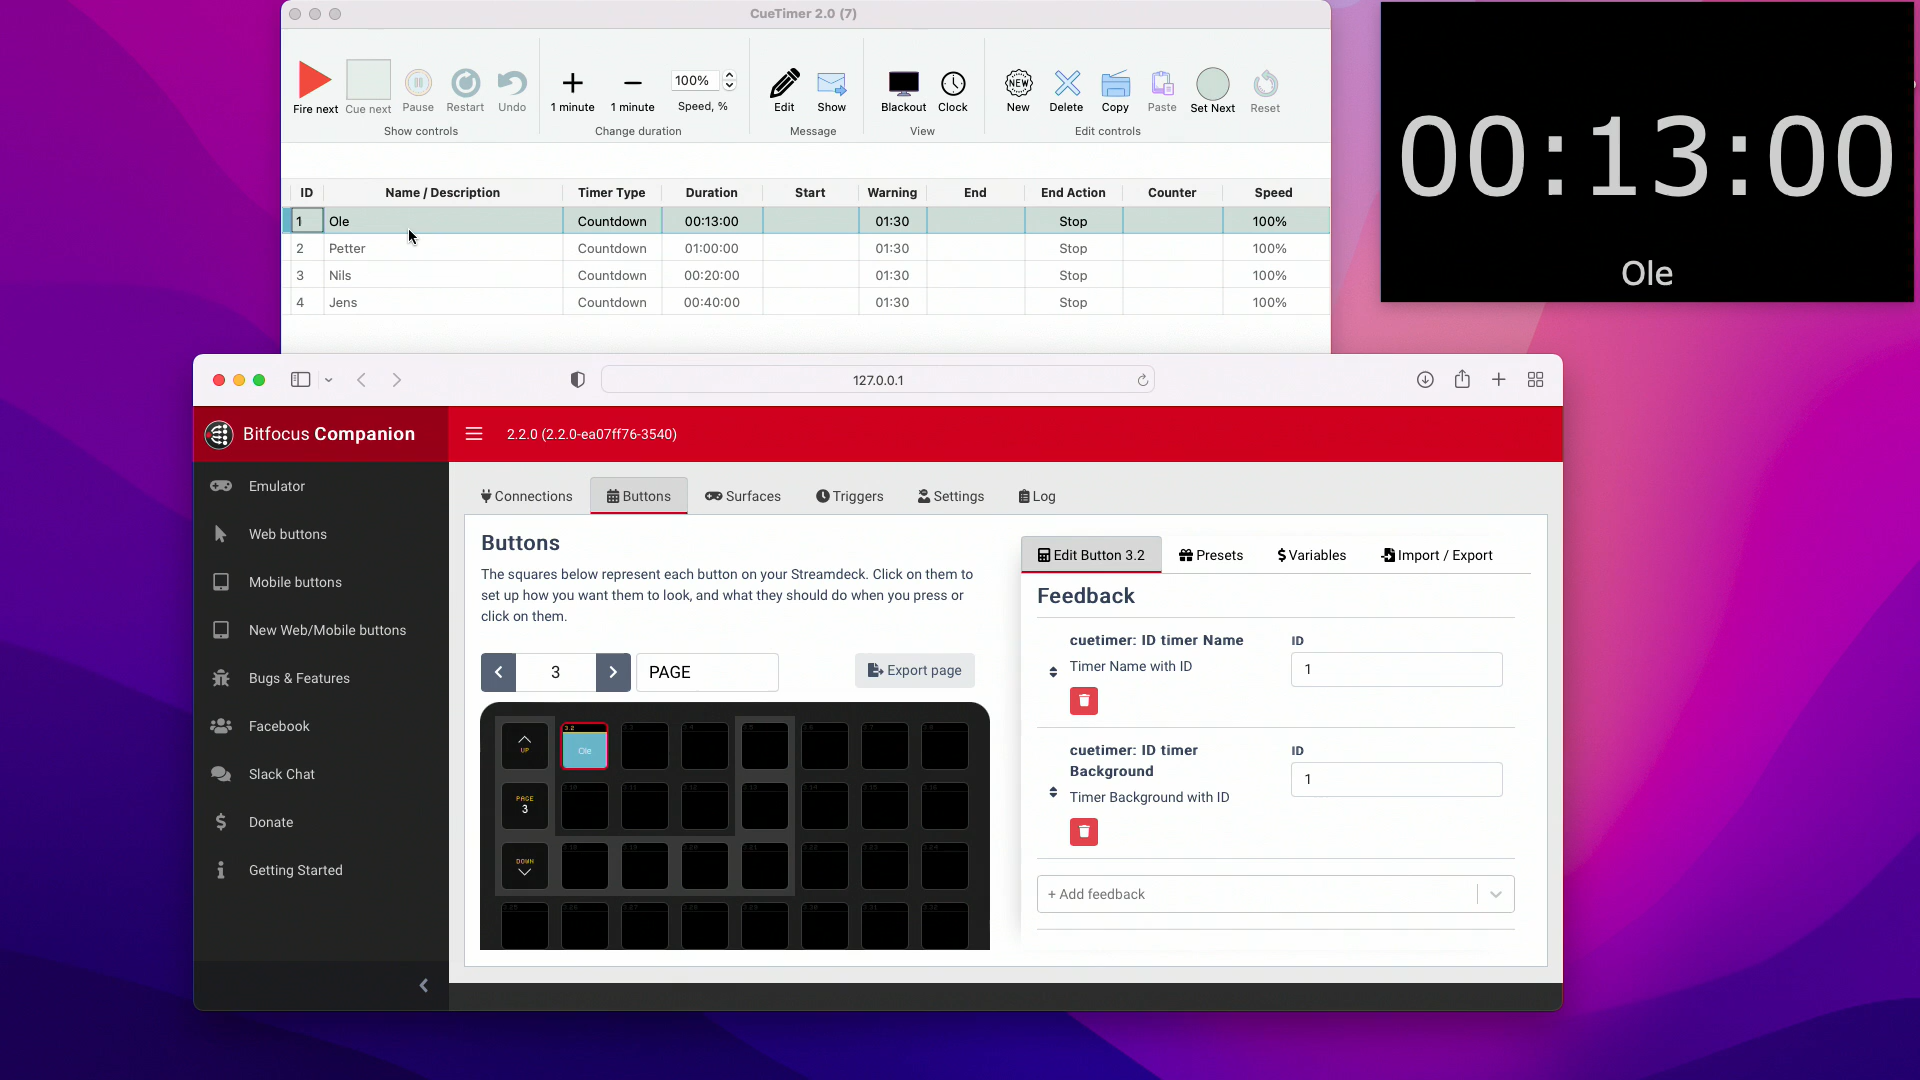 CueTimer 2.0 (7)
Fire next
Cue next
Pause
Restart
Undo
1 minute
1 minute
100%
Speed, %
Edit
Show
Blackout
Clock
NEW
New
Delete
Copy
Paste
Set Next
Reset
Show controls
Change duration
Message
View
Edit controls
ID Name / Description Timer Type Duration Start Warning End End Action Counter Speed
1 Ole Countdown 00:13:00 01:30 Stop 100%
2 Petter Countdown 01:00:00 01:30 Stop 100%
3 Nils Countdown 00:20:00 01:30 Stop 100%
4 Jens Countdown 00:40:00 01:30 Stop 100%
00:13:00
Ole
127.0.0.1
Bitfocus Companion
2.2.0 (2.2.0-ea07ff76-3540)
Emulator
Web buttons
Mobile buttons
New Web/Mobile buttons
Bugs & Features
Facebook
Slack Chat
Donate
Getting Started
Connections
Buttons
Surfaces
Triggers
Settings
Log
Buttons
The squares below represent each button on your Streamdeck. Click on them to
set up how you want them to look, and what they should do when you press or
click on them.
3
PAGE
Export page
UP
3.2
Ole
PAGE
3
DOWN
Edit Button 3.2
Presets
Variables
Import / Export
Feedback
cuetimer: ID timer Name
Timer Name with ID
ID
1
cuetimer: ID timer
Background
Timer Background with ID
ID
1
+ Add feedback